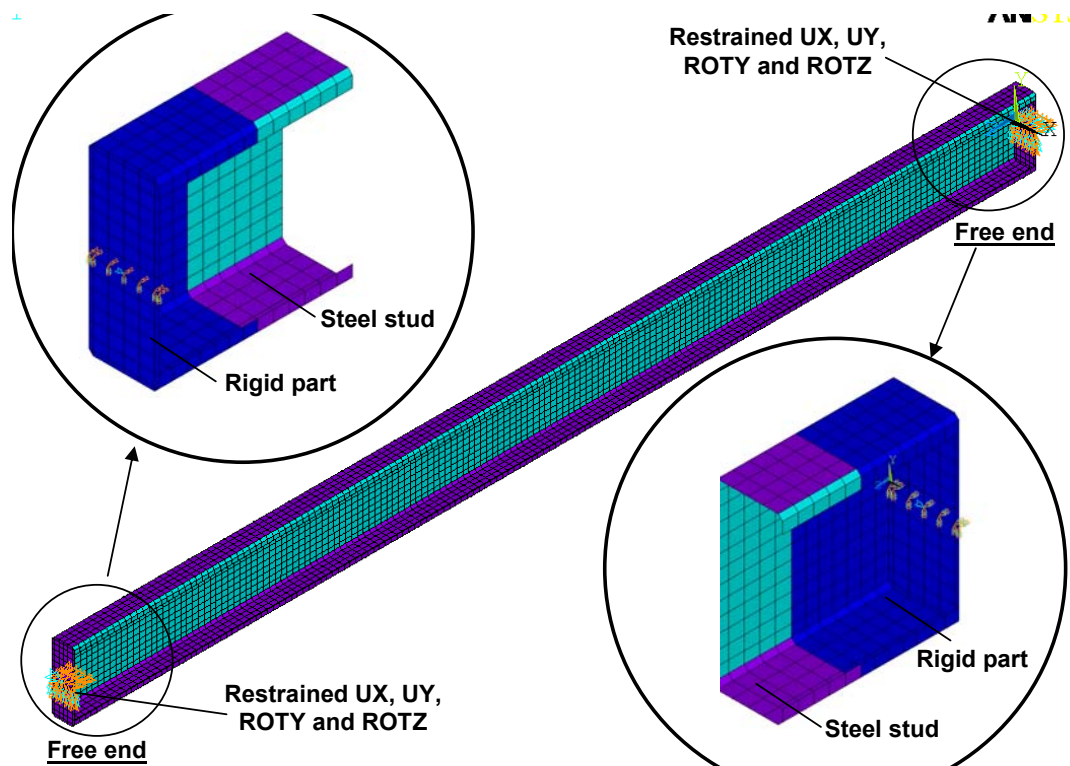 Restrained UX, UY,
ROTY and ROTZ
Free end
Steel stud
Rigid part
Rigid part
Steel stud
Restrained UX, UY,
ROTY and ROTZ
Free end